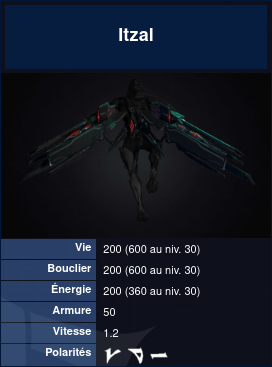 Itzal
Vie 200 (600 au niv. 30)
Bouclier 200 (600 au niv. 30)
Énergie 200 (360 au niv. 30)
Armure 50
Vitesse 1.2
Polarités